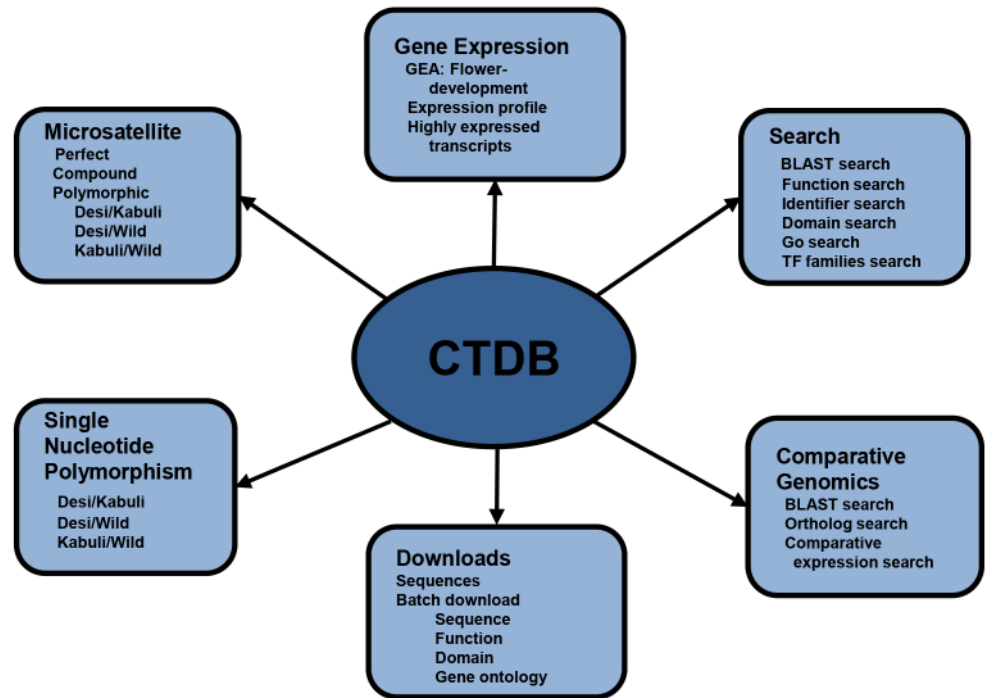 Gene Expression
GEA: Flower-
development
Expression profile
Highly expressed
transcripts
Microsatellite
Perfect
Compound
Polymorphic
Desi/Kabuli
Desi/Wild
Kabuli/Wild
Search
BLAST search
Function search
Identifier search
Domain search
Go search
TF families search
CTDB
Single
Nucleotide
Polymorphism
Desi/Kabuli
Desi/Wild
Kabuli/Wild
Comparative
Genomics
BLAST search
Ortholog search
Comparative
expression search
Downloads
Sequences
Batch download
Sequence
Function
Domain
Gene ontology